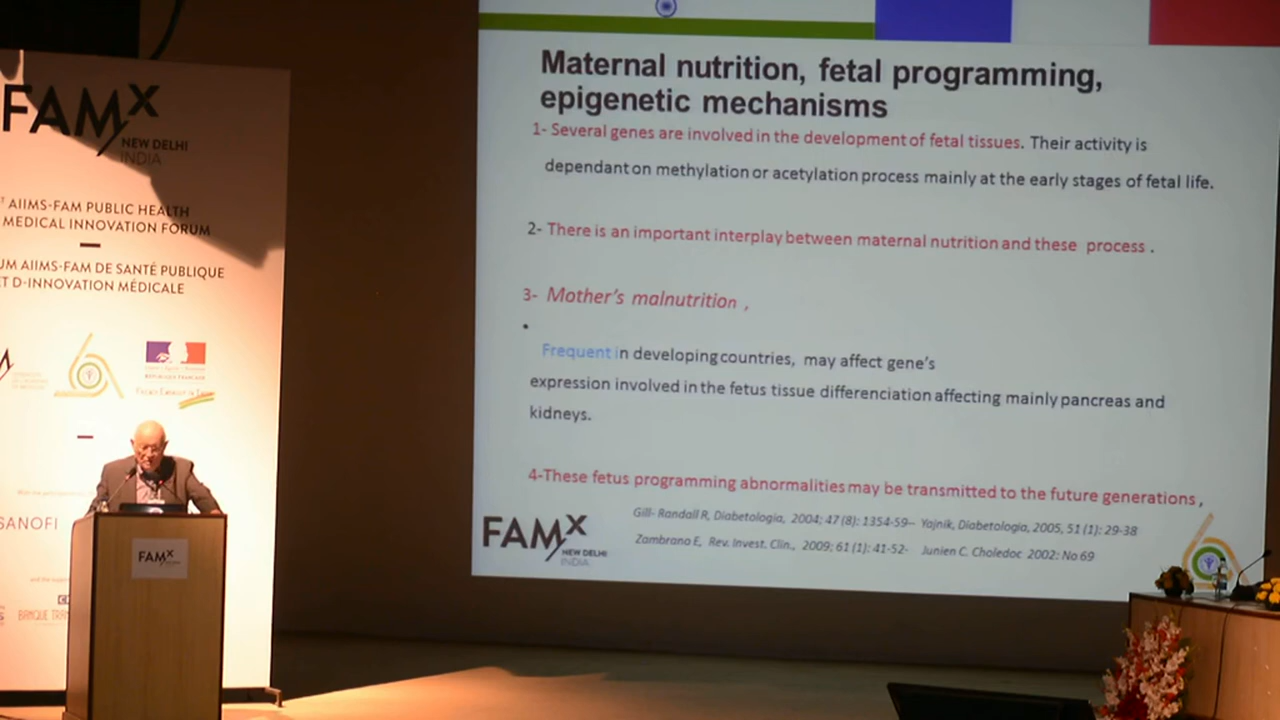 FAMx
NEW DELHI
INDIA
AIIMS-FAM PUBLIC HEALTH
MEDICAL INNOVATION FORUM
UM AIIMS-FAM DE SANTÉ PUBLIQUE
ET D-INNOVATION MÉDICALE
SANOFI
FAMx
Maternal nutrition, fetal programming,
epigenetic mechanisms
1- Several genes are involved in the development of fetal tissues. Their activity is
dependant on methylation or acetylation process mainly at the early stages of fetal life.
2- There is an important interplay between maternal nutrition and these process .
3- Mother's malnutrition ,
•
Frequent in developing countries, may affect gene's
expression involved in the fetus tissue differenciation affecting mainly pancreas and
kidneys.
4-These fetus programming abnormalities may be transmitted to the future generations,
Gill- Randall R, Diabetologia, 2004; 47 (8): 1354-59-- Yajnik, Diabetologia, 2005, 51 (1): 29-38
Zambrano E, Rev. Invest. Clin., 2009; 61 (1): 41-52- Junien C. Choledoc 2002: No 69
FAMx
NEW DELHI
INDIA